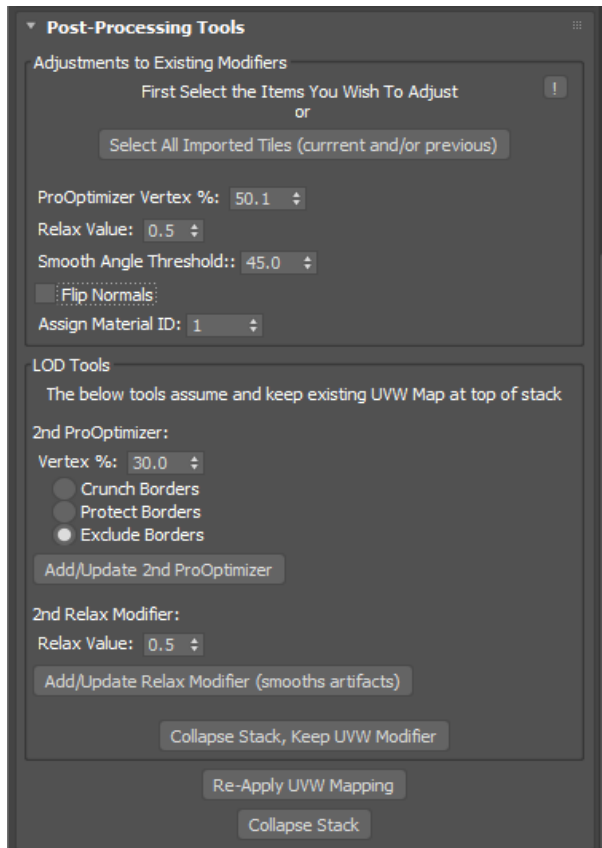 Post-Processing Tools
Adjustments to Existing Modifiers
First Select the Items You Wish To Adjust
!
or
Select All Imported Tiles (currrent and/or previous)
ProOptimizer Vertex %: 50.1
Relax Value: 0.5
Smooth Angle Threshold:: 45.0
Flip Normals
Assign Material ID: 1
LOD Tools
The below tools assume and keep existing UVW Map at top of stack
2nd ProOptimizer:
Vertex %: 30.0
Crunch Borders
Protect Borders
Exclude Borders
Add/Update 2nd ProOptimizer
2nd Relax Modifier:
Relax Value: 0.5
Add/Update Relax Modifier (smooths artifacts)
Collapse Stack, Keep UVW Modifier
Re-Apply UVW Mapping
Collapse Stack